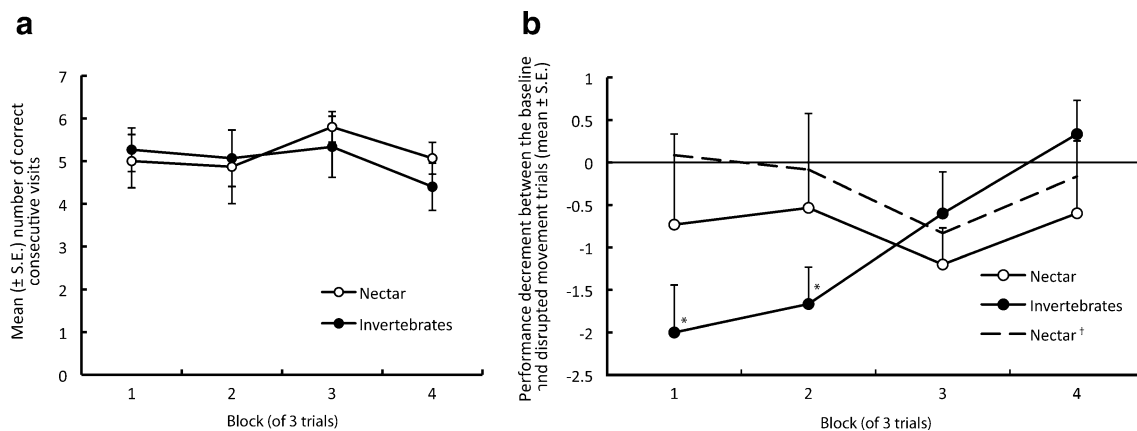 a
Mean (± S.E.) number of correct
consecutive visits
7
6
5
4
3
2
1
0
Nectar
Invertebrates
1 2 3 4
Block (of 3 trials)
b
Performance decrement between the baseline
and disrupted movement trials (mean ± S.E.)
1
0.5
0
-0.5
-1
-1.5
-2
-2.5
*
*
Nectar
Invertebrates
Nectar †
1 2 3 4
Block (of 3 trials)